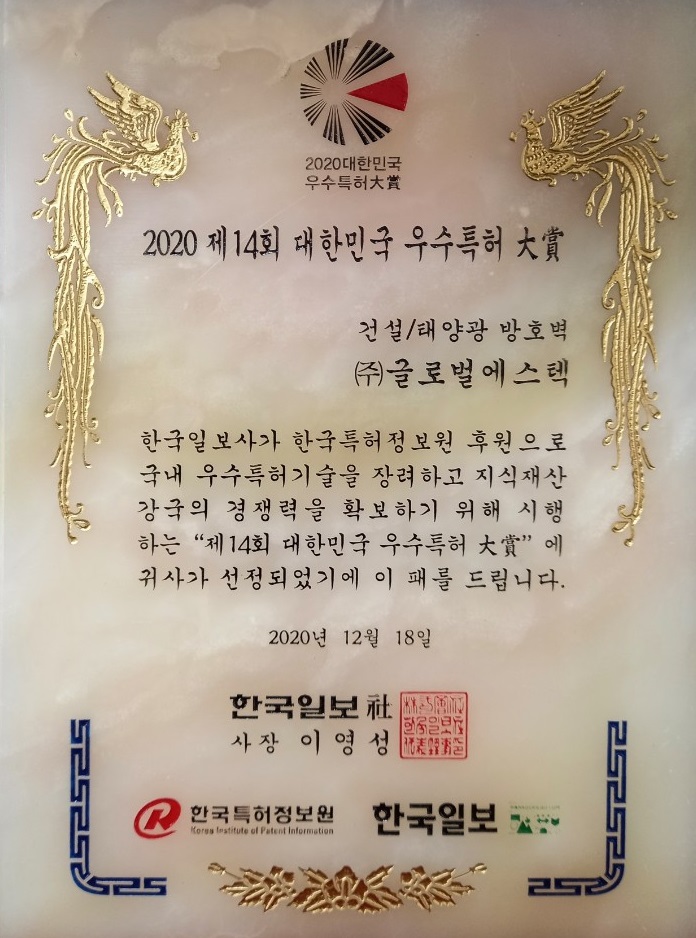 2020대한민국
우수특허大賞
2020 제14회 대한민국 우수특허 大賞
건설/태양광 방호벽
㈜글로벌에스텍
한국일보사가 한국특허정보원 후원으로
국내 우수특허기술을 장려하고 지식재산
강국의 경쟁력을 확보하기 위해 시행
하는 “제14회 대한민국 우수특허 大賞” 에
귀사가 선정되었기에 이 패를 드립니다.
2020년 12월 18일
한국일보 社
사장 이영성
R 한국특허정보원
Korea Institute of Patent Information
한국일보